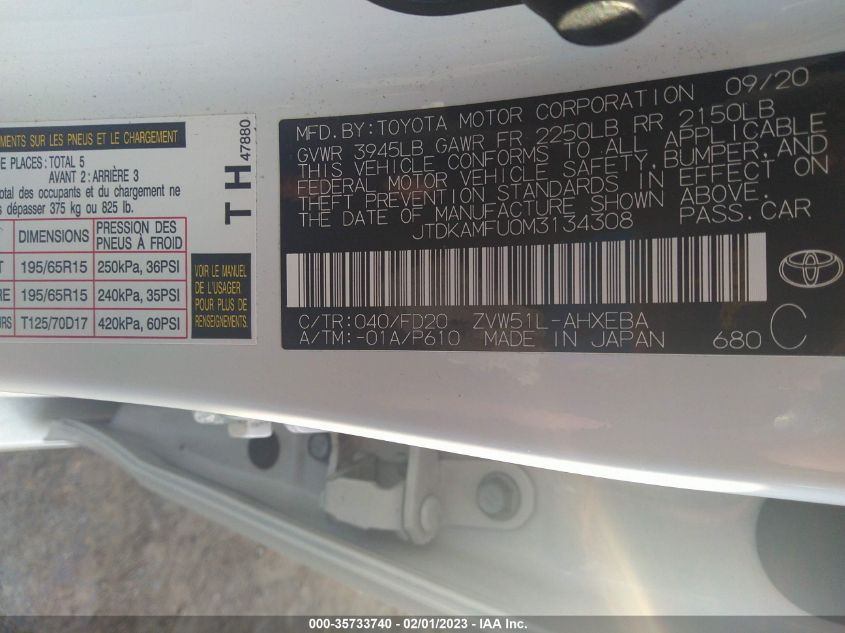 EMENTS SUR LES PNEUS ET LE CHARGEMENT
DE PLACES: TOTAL 5
AVANT 2: ARRIÈRE 3
total des occupants et du chargement ne
dépasser 375 kg ou 825 lb.
DIMENSIONS PRESSION DES PNEUS À FROID
T 195/65R15 250kPa, 36PSI
RE 195/65R15 240kPa, 35PSI
URS T125/70D17 420kPa, 60PSI
TH
47880
VOIR LE MANUEL
DE L'USAGER
POUR PLUS DE
RENSEIGNEMENTS.
MFD.BY:TOYOTA MOTOR CORPORATION 09/20
GVWR 3945LB GAWR FR 2250LB RR 2150LB
THIS VEHICLE CONFORMS TO ALL APPLICABLE
FEDERAL MOTOR VEHICLE SAFETY,BUMPER,AND
THEFT PREVENTION STANDARDS IN EFFECT ON
THE DATE OF MANUFACTURE SHOWN ABOVE.
JTDKAMFU0M3134308 PASS.CAR
C/TR:040/FD20 ZVW51L-AHXEBA
A/TM:-01A/P610 MADE IN JAPAN 680 C
000-35733740 - 02/01/2023 - IAA Inc.